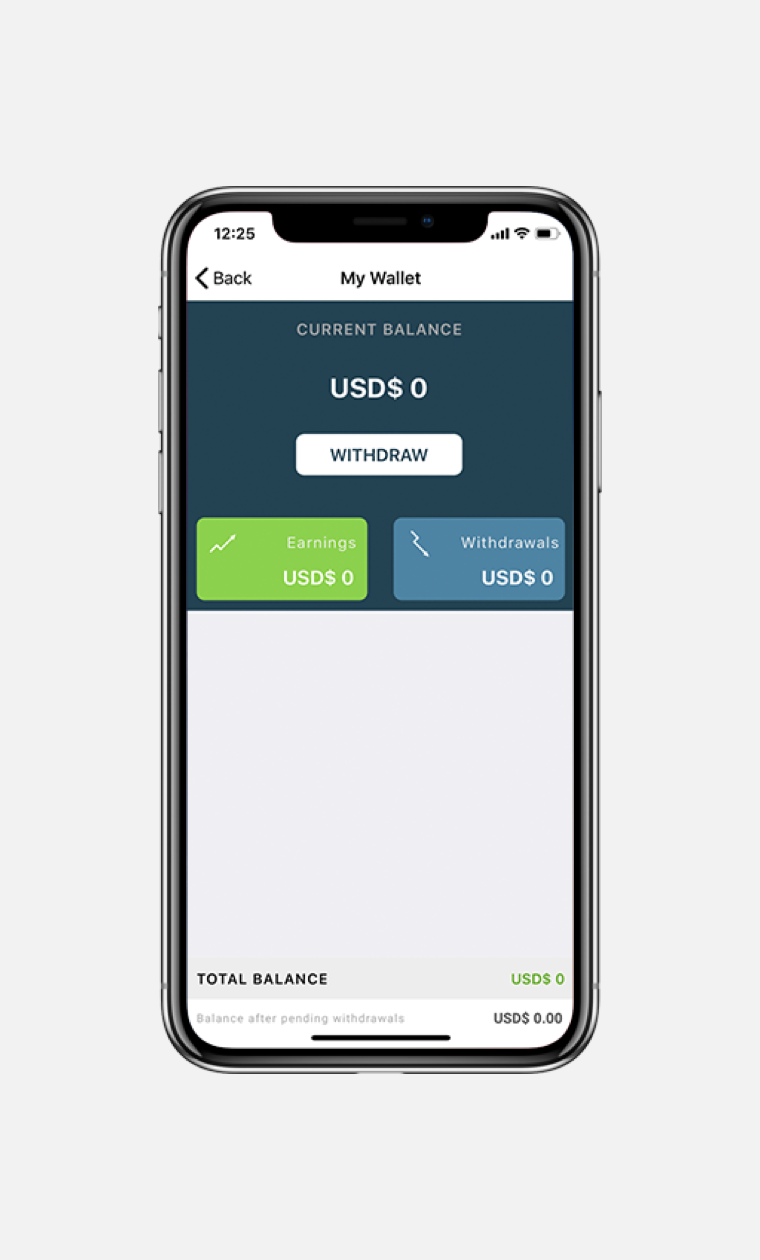 12:25
Back
My Wallet
CURRENT BALANCE
USD$ 0
WITHDRAW
Earnings
USD$ 0
Withdrawals
USD$ 0
TOTAL BALANCE USD$ 0
Balance after pending withdrawals USD$ 0.00